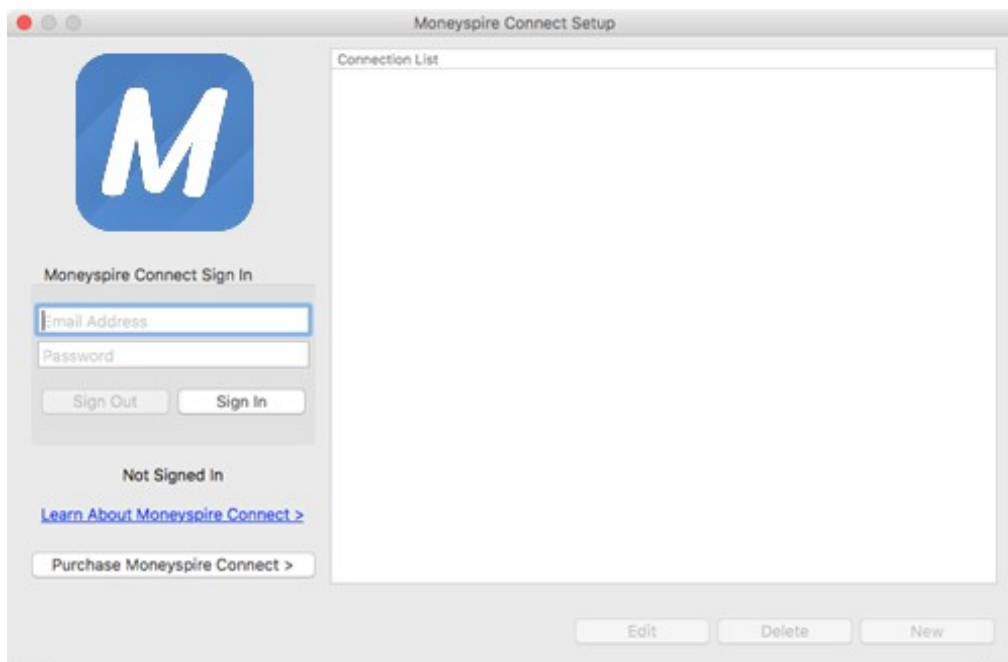 Moneyspire Connect Setup
M
Moneyspire Connect Sign In
Email Address
Password
Sign Out
Sign In
Not Signed In
Learn About Moneyspire Connect >
Purchase Moneyspire Connect >
Connection List
Edit
Delete
New